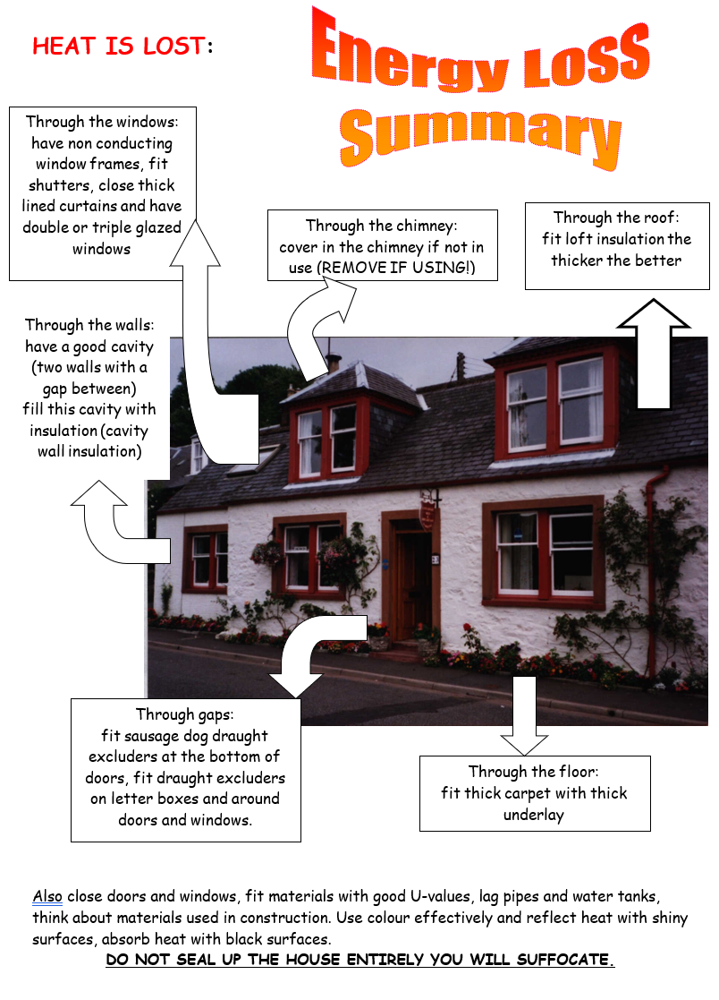 HEAT IS LOST:
Energy Loss
Summary
Through the windows:
have non conducting
window frames, fit
shutters, close thick
lined curtains and have
double or triple glazed
windows
Through the chimney:
cover in the chimney if not in
use (REMOVE IF USING!)
Through the roof:
fit loft insulation the
thicker the better
Through the walls:
have a good cavity
(two walls with a
gap between)
fill this cavity with
insulation (cavity
wall insulation)
Through gaps:
fit sausage dog draught
excluders at the bottom of
doors, fit draught excluders
on letter boxes and around
doors and windows.
Through the floor:
fit thick carpet with thick
underlay
Also close doors and windows, fit materials with good U-values, lag pipes and water tanks,
think about materials used in construction. Use colour effectively and reflect heat with shiny
surfaces, absorb heat with black surfaces.
DO NOT SEAL UP THE HOUSE ENTIRELY YOU WILL SUFFOCATE.